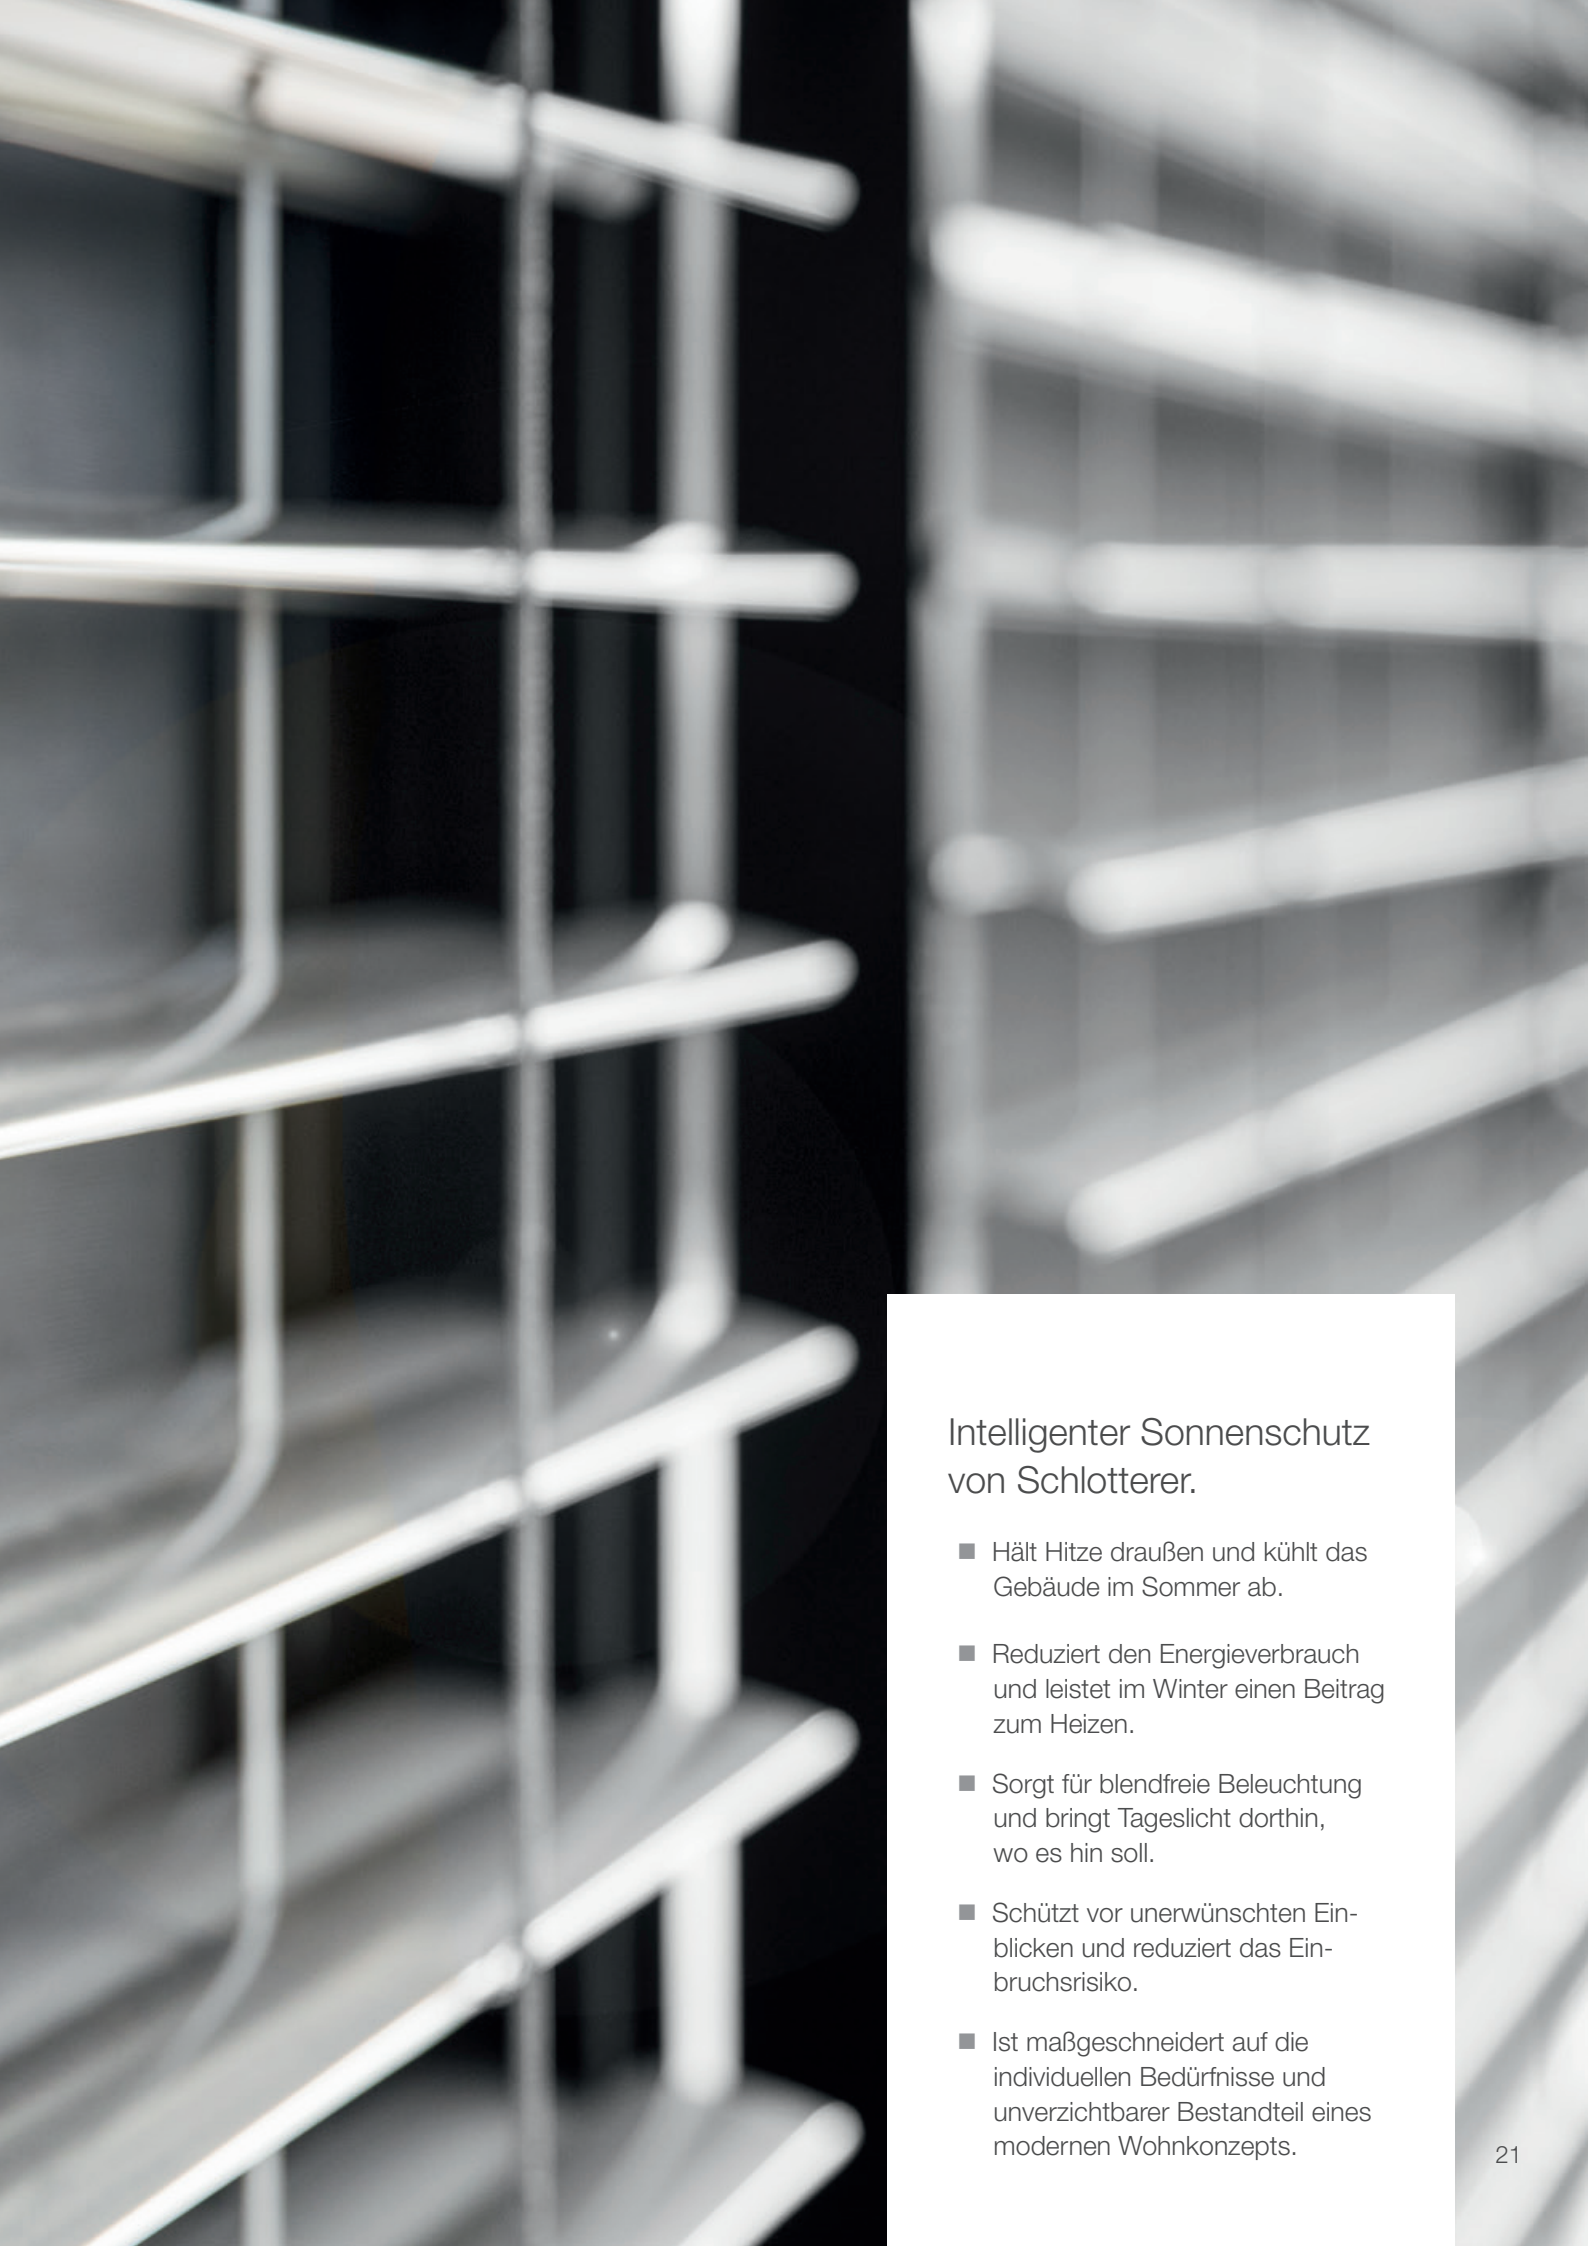 Intelligenter Sonnenschutz
von Schlotterer.
■ Hält Hitze draußen und kühlt das
Gebäude im Sommer ab.
■ Reduziert den Energieverbrauch
und leistet im Winter einen Beitrag
zum Heizen.
■ Sorgt für blendfreie Beleuchtung
und bringt Tageslicht dorthin,
wo es hin soll.
■ Schützt vor unerwünschten Ein-
blicken und reduziert das Ein-
bruchsrisiko.
■ Ist maßgeschneidert auf die
individuellen Bedürfnisse und
unverzichtbarer Bestandteil eines
modernen Wohnkonzepts.
21